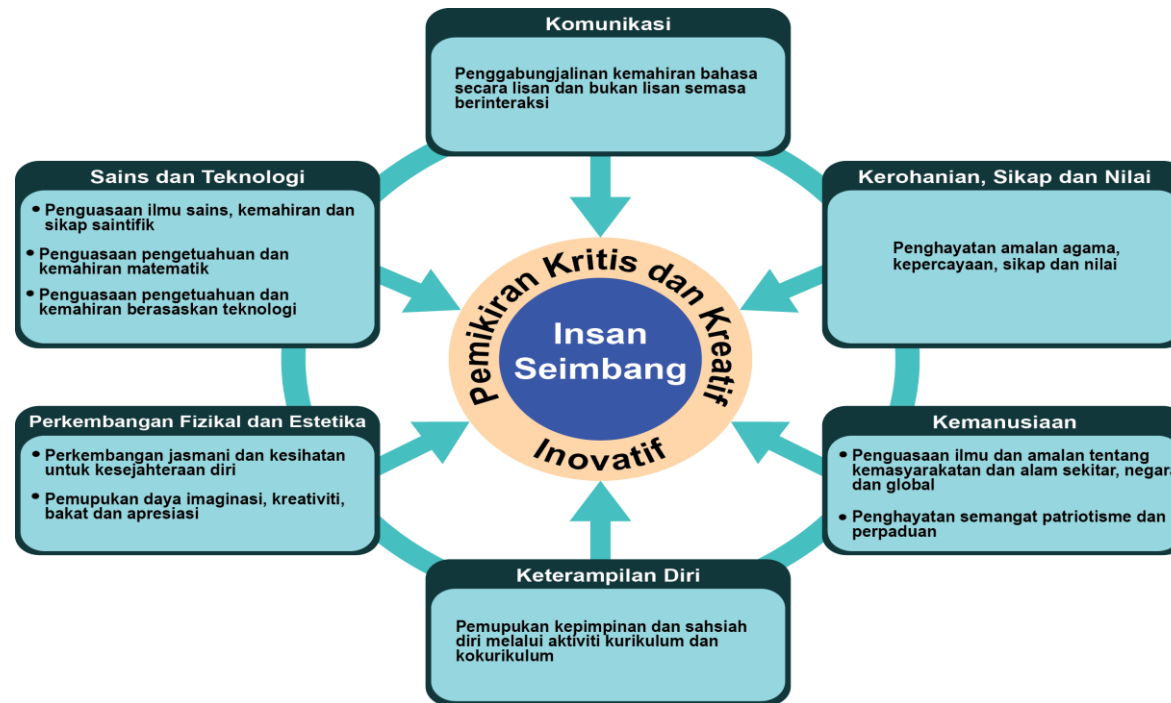 Komunikasi
Penggabungjalinan kemahiran bahasa
secara lisan dan bukan lisan semasa
berinteraksi
Sains dan Teknologi
• Penguasaan ilmu sains, kemahiran dan
sikap saintifik
• Penguasaan pengetuahuan dan
kemahiran matematik
• Penguasaan pengetuahuan dan
kemahiran berasaskan teknologi
Kerohanian, Sikap dan Nilai
Penghayatan amalan agama,
kepercayaan, sikap dan nilai
Pemikiran Kritis dan Kreatif
Insan
Seimbang
Inovatif
Perkembangan Fizikal dan Estetika
• Perkembangan jasmani dan kesihatan
untuk kesejahteraan diri
• Pemupukan daya imaginasi, kreativiti,
bakat dan apresiasi
Kemanusiaan
• Penguasaan ilmu dan amalan tentang
kemasyarakatan dan alam sekitar, negara
dan global
• Penghayatan semangat patriotisme dan
perpaduan
Keterampilan Diri
Pemupukan kepimpinan dan sahsiah
diri melalui aktiviti kurikulum dan
kokurikulum